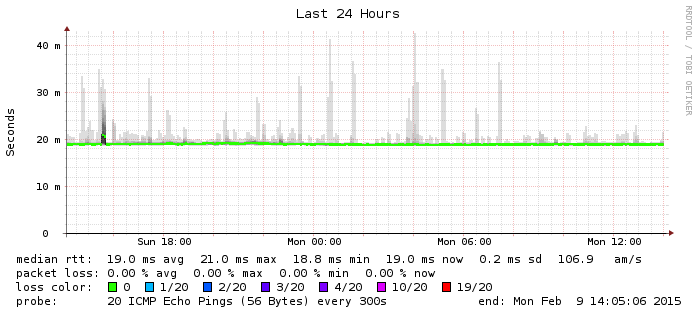 Last 24 Hours
RRDTOOL / TOBI OETIKER
Seconds
40 m
30 m
20 m
10 m
0
Sun 18:00 Mon 00:00 Mon 06:00 Mon 12:00
median rtt: 19.0 ms avg 21.0 ms max 18.8 ms min 19.0 ms now 0.2 ms sd 106.9 am/s
packet loss: 0.00 % avg 0.00 % max 0.00 % min 0.00 % now
loss color: 0 1/20 2/20 3/20 4/20 10/20 19/20
probe: 20 ICMP Echo Pings (56 Bytes) every 300s end: Mon Feb 9 14:05:06 2015